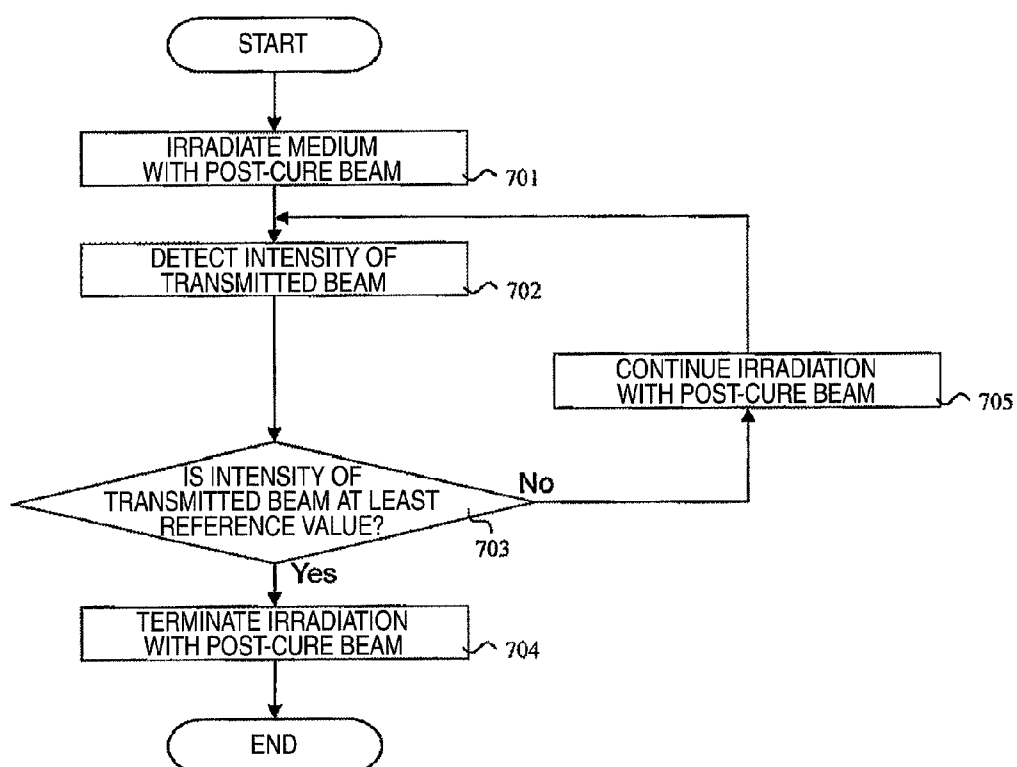 START
IRRADIATE MEDIUM
WITH POST-CURE BEAM
701
DETECT INTENSITY OF
TRANSMITTED BEAM
702
CONTINUE IRRADIATION
WITH POST-CURE BEAM
705
IS INTENSITY OF
TRANSMITTED BEAM AT LEAST
REFERENCE VALUE?
703
No
Yes
TERMINATE IRRADIATION
WITH POST-CURE BEAM
704
END